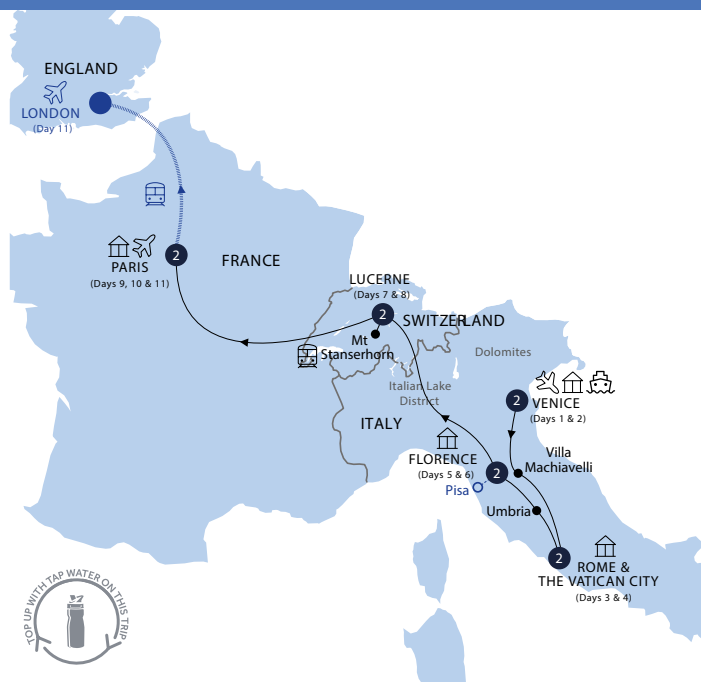 ENGLAND
LONDON
(Day 11)
2
PARIS
(Days 9, 10 & 11)
FRANCE
LUCERNE
(Days 7 & 8)
2
SWITZERLAND
Mt
Stanserhorn
Dolomites
Italian Lake
District
ITALY
2
VENICE
(Days 1 & 2)
FLORENCE
(Days 5 & 6)
2
Pisa
Villa
Machiavelli
Umbria
2
ROME &
THE VATICAN CITY
(Days 3 & 4)
TOP UP WITH TAP WATER ON THIS TRIP